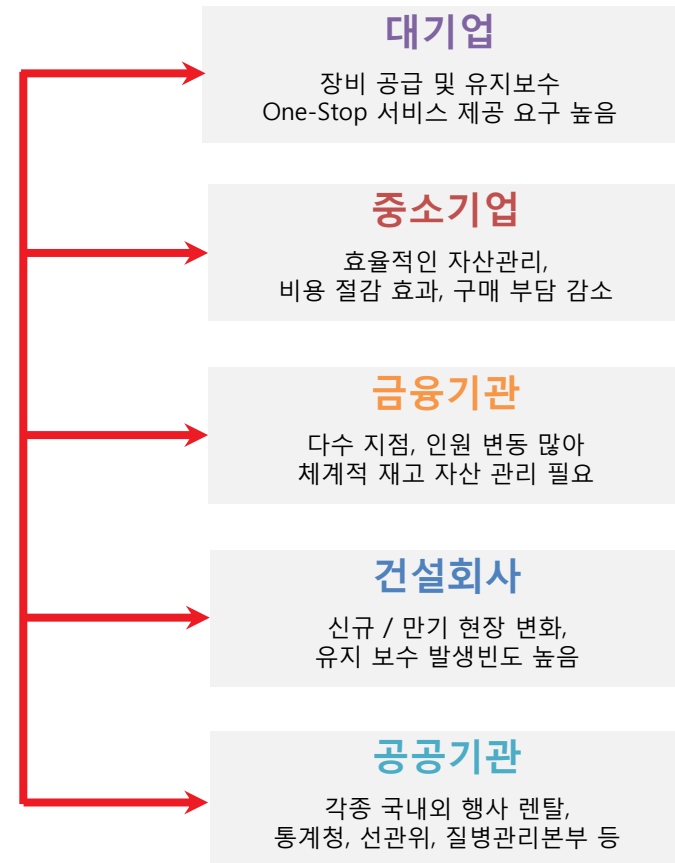 대기업
장비 공급 및 유지보수
One-Stop 서비스 제공 요구 높음
중소기업
효율적인 자산관리,
비용 절감 효과, 구매 부담 감소
금융기관
다수 지점, 인원 변동 많아
체계적 재고 자산 관리 필요
건설회사
신규 / 만기 현장 변화,
유지 보수 발생빈도 높음
공공기관
각종 국내외 행사 렌탈,
통계청, 선관위, 질병관리본부 등